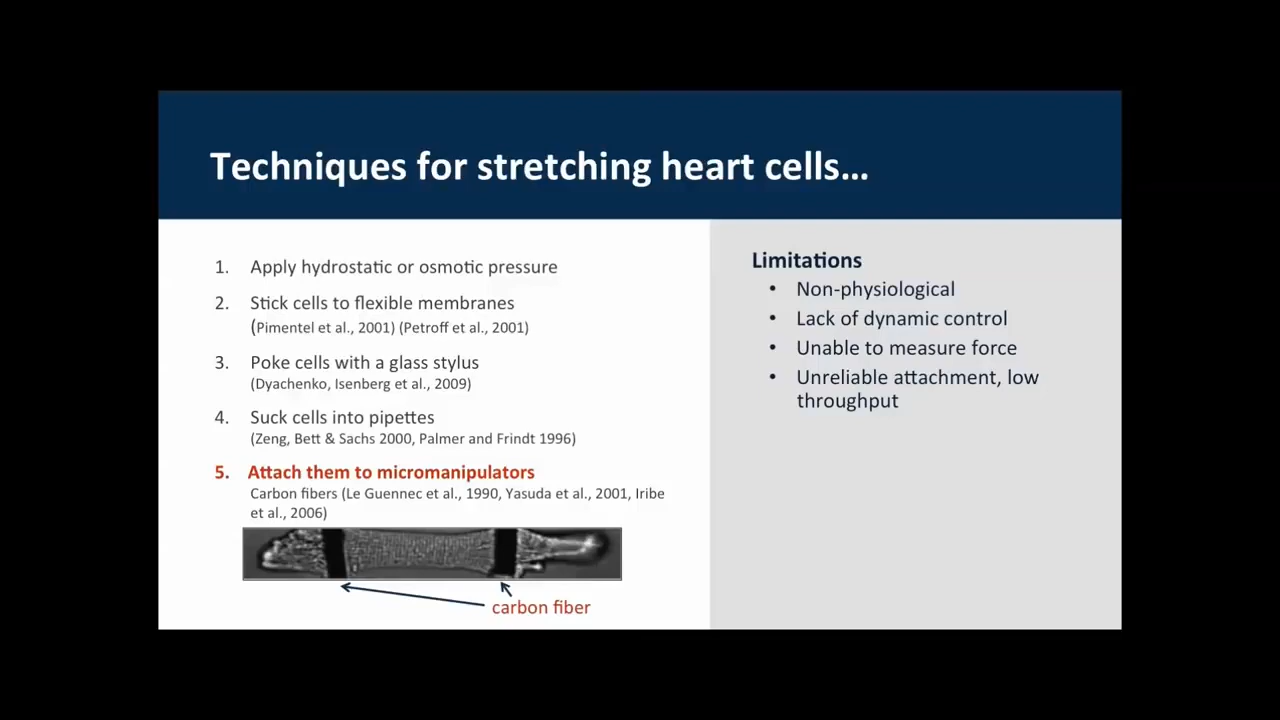 Techniques for stretching heart cells…
1. Apply hydrostatic or osmotic pressure
2. Stick cells to flexible membranes
(Pimentel et al., 2001) (Petroff et al., 2001)
3. Poke cells with a glass stylus
(Dyachenko, Isenberg et al., 2009)
4. Suck cells into pipettes
(Zeng, Bett & Sachs 2000, Palmer and Frindt 1996)
5. Attach them to micromanipulators
Carbon fibers (Le Guennec et al., 1990, Yasuda et al., 2001, Iribe
et al., 2006)
carbon fiber
Limitations
• Non-physiological
• Lack of dynamic control
• Unable to measure force
• Unreliable attachment, low
throughput